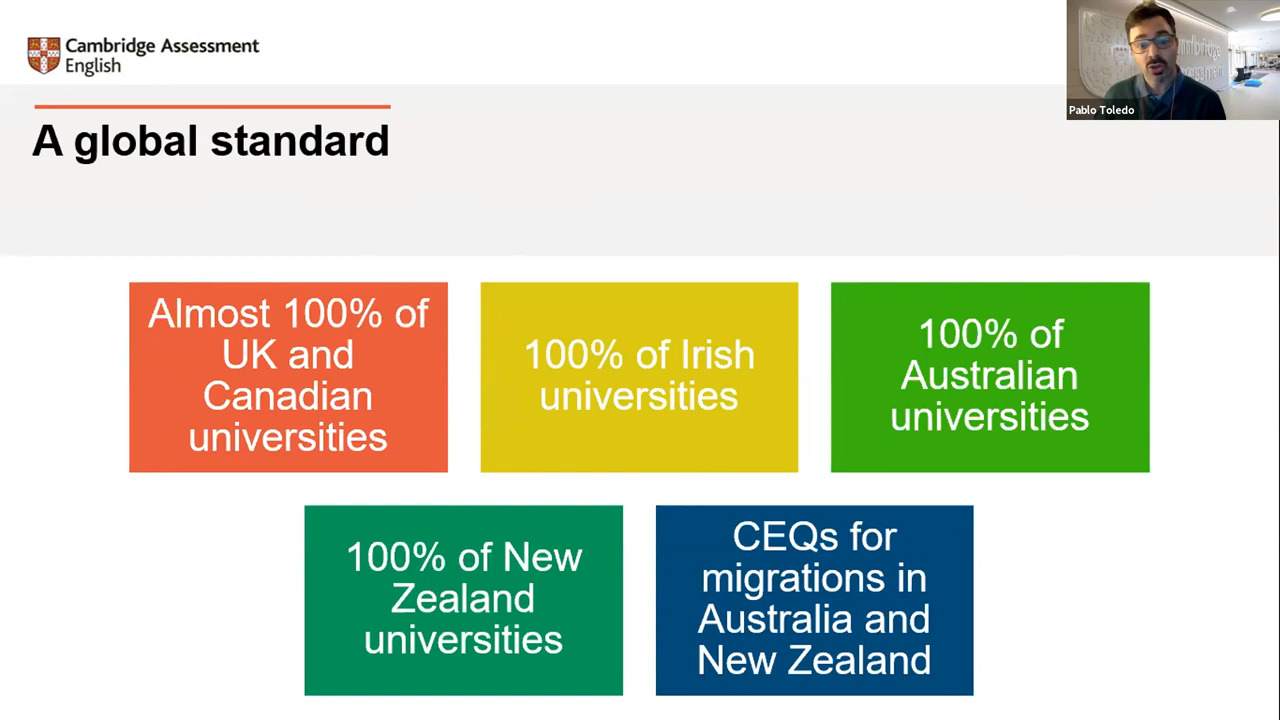 Cambridge Assessment
English
Pablo Toledo
A global standard
Almost 100% of
UK and
Canadian
universities
100% of Irish
universities
100% of
Australian
universities
100% of New
Zealand
universities
CEQs for
migrations in
Australia and
New Zealand